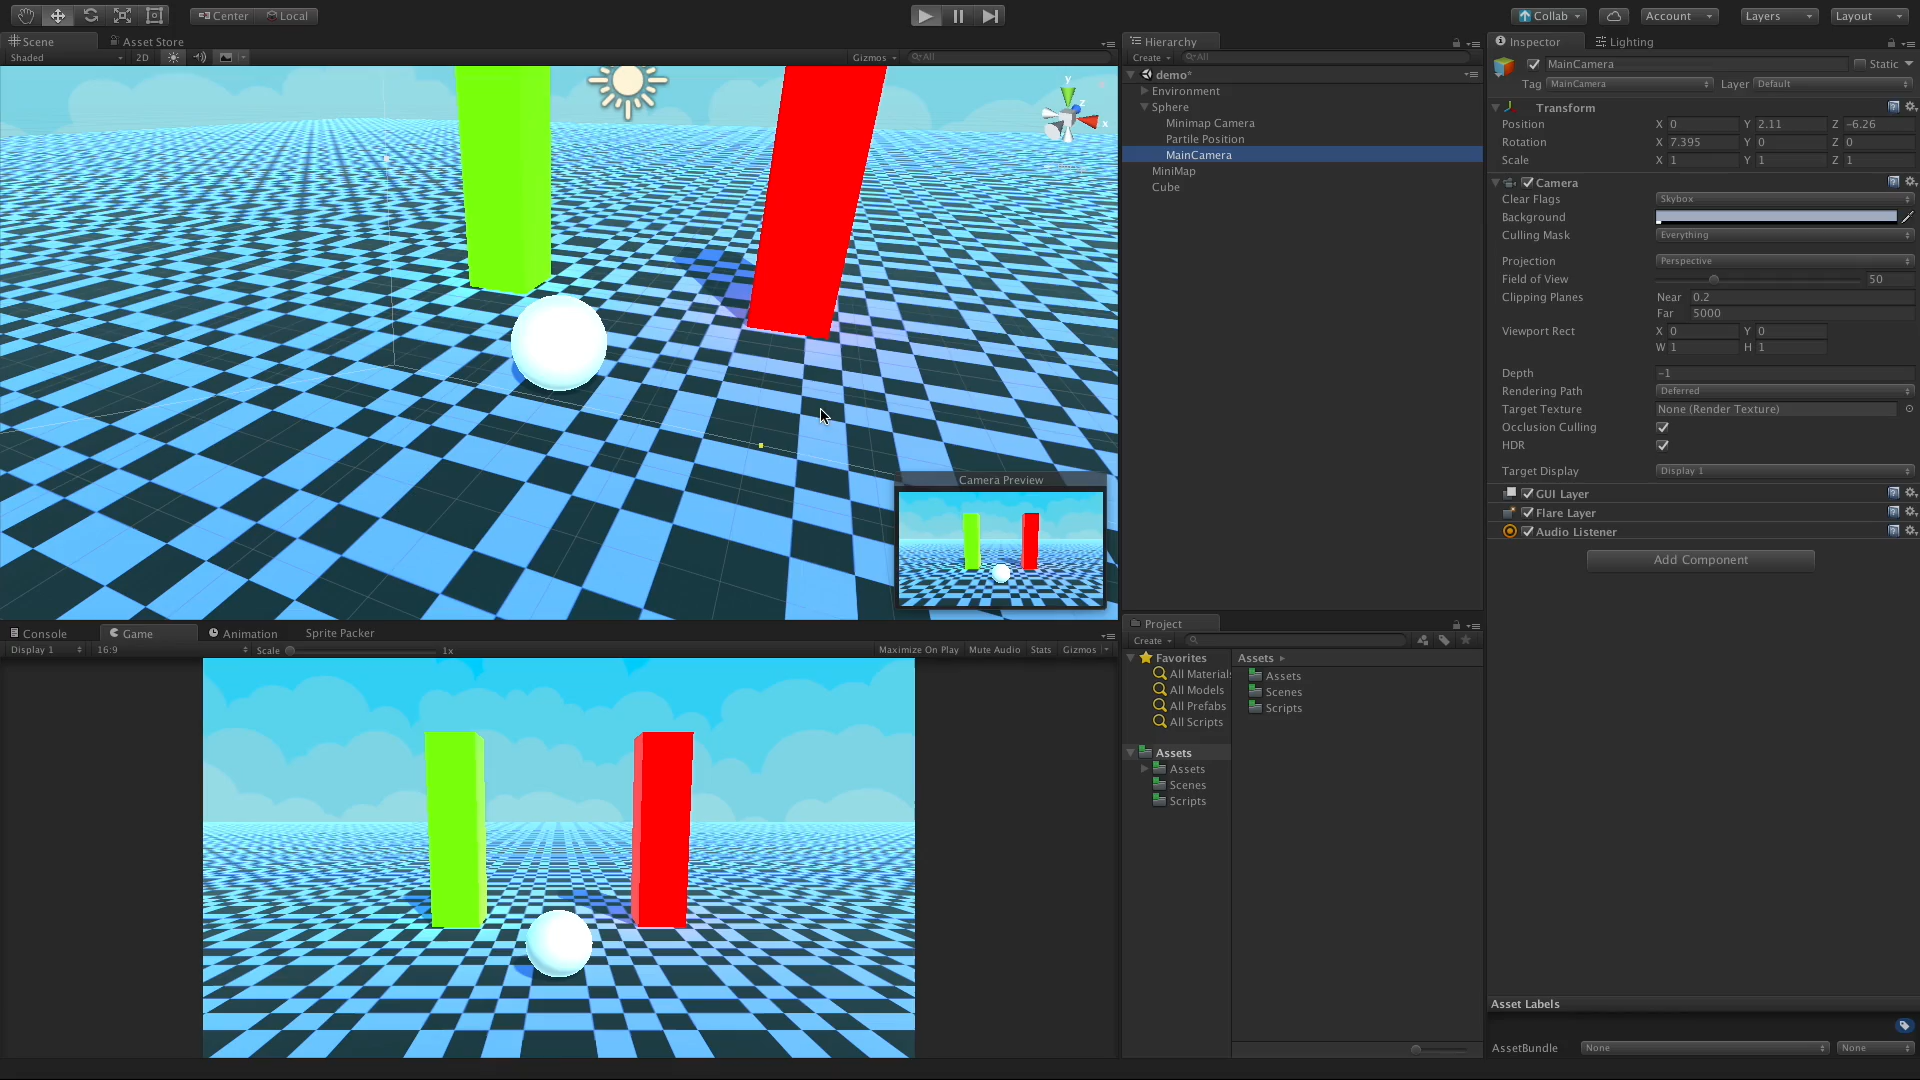 Center Local Collab Account Layers Layout
Scene Asset Store
Shaded 2D Gizmos All
y
z
x
Camera Preview
Console Game Animation Sprite Packer
Display 1 16:9 Scale 1x Maximize On Play Mute Audio Stats Gizmos
Hierarchy
Create All
demo*
Environment
Sphere
Minimap Camera
Partile Position
MainCamera
MiniMap
Cube
Project
Create
Favorites
All Material
All Models
All Prefabs
All Scripts
Assets
Assets
Scenes
Scripts
Assets
Assets
Scenes
Scripts
Inspector Lighting
MainCamera Static
Tag MainCamera Layer Default
Transform
Position X 0 Y 2.11 Z -6.26
Rotation X 7.395 Y 0 Z 0
Scale X 1 Y 1 Z 1
Camera
Clear Flags Skybox
Background
Culling Mask Everything
Projection Perspective
Field of View 50
Clipping Planes Near 0.2
Far 5000
Viewport Rect X 0 Y 0
W 1 H 1
Depth -1
Rendering Path Deferred
Target Texture None (Render Texture)
Occlusion Culling
HDR
Target Display Display 1
GUI Layer
Flare Layer
Audio Listener
Add Component
Asset Labels
AssetBundle None None